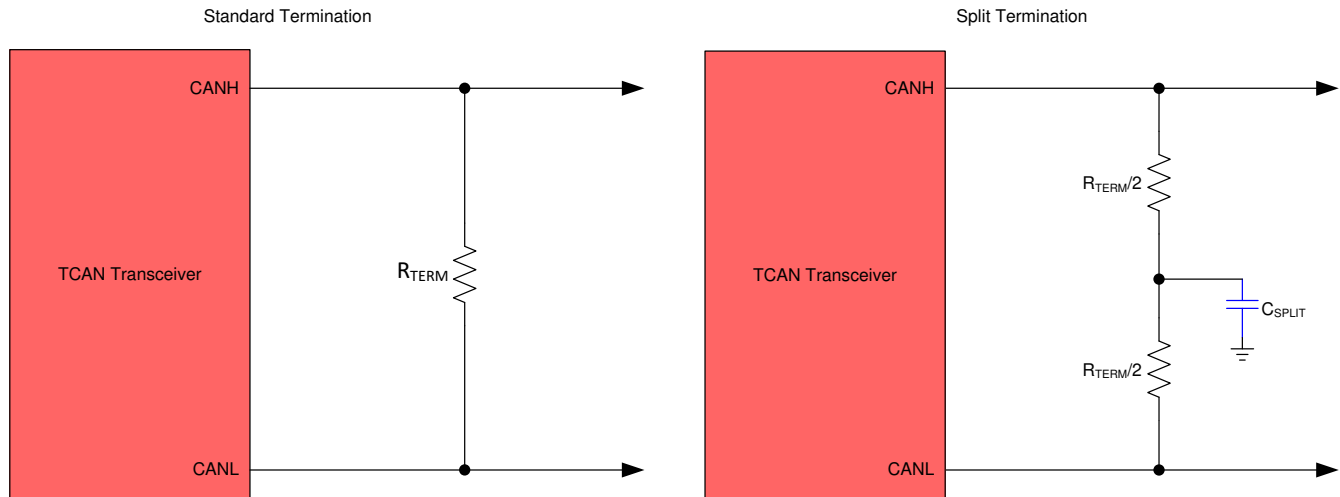 Standard Termination
CANH
TCAN Transceiver
RTERM
CANL
Split Termination
CANH
RTERM/2
TCAN Transceiver
CSPLIT
RTERM/2
CANL